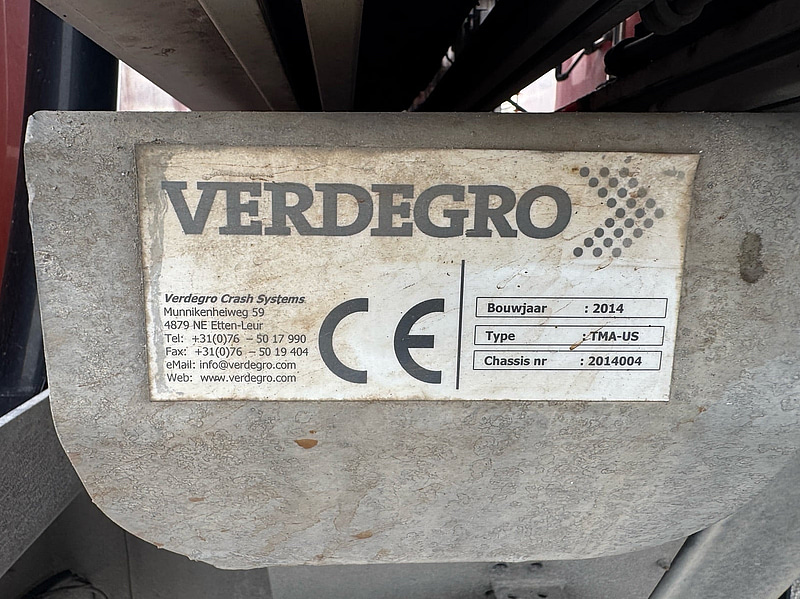 VERDEGRO
Verdegro Crash Systems
Munnikenheiweg 59
4879 NE Etten-Leur
Tel: +31(0)76 – 50 17 990
Fax: +31(0)76 – 50 19 404
eMail: info@verdegro.com
Web: www.verdegro.com
CE
Bouwjaar : 2014
Type : TMA-US
Chassis nr : 2014004